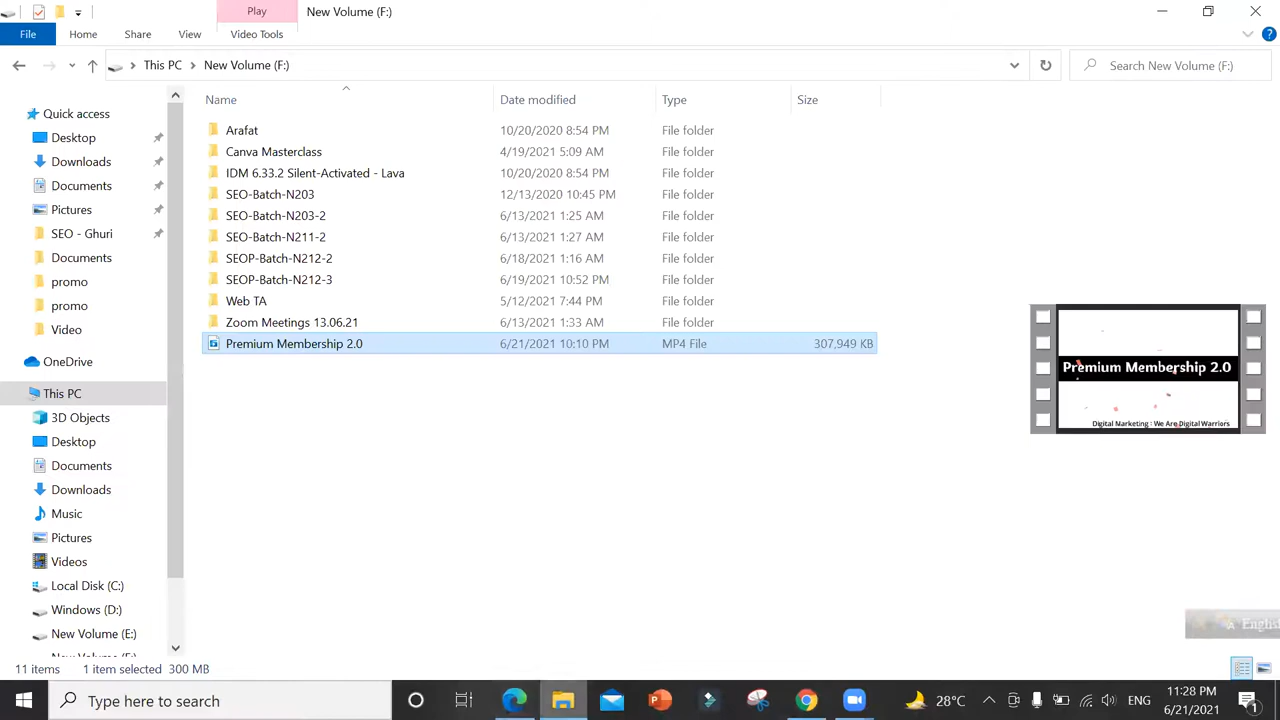 Play
New Volume (F:)
File
Home
Share
View
Video Tools
This PC
New Volume (F:)
Search New Volume (F:)
Name
Date modified
Type
Size
Quick access
Desktop
Downloads
Documents
Pictures
SEO - Ghuri
Documents
promo
promo
Video
OneDrive
This PC
3D Objects
Desktop
Documents
Downloads
Music
Pictures
Videos
Local Disk (C:)
Windows (D:)
New Volume (E:)
Arafat 10/20/2020 8:54 PM File folder
Canva Masterclass 4/19/2021 5:09 AM File folder
IDM 6.33.2 Silent-Activated - Lava 10/20/2020 8:54 PM File folder
SEO-Batch-N203 12/13/2020 10:45 PM File folder
SEO-Batch-N203-2 6/13/2021 1:25 AM File folder
SEO-Batch-N211-2 6/13/2021 1:27 AM File folder
SEOP-Batch-N212-2 6/18/2021 1:16 AM File folder
SEOP-Batch-N212-3 6/19/2021 10:52 PM File folder
Web TA 5/12/2021 7:44 PM File folder
Zoom Meetings 13.06.21 6/13/2021 1:33 AM File folder
Premium Membership 2.0 6/21/2021 10:10 PM MP4 File 307,949 KB
Premium Membership 2.0
Digital Marketing : We Are Digital Warriors
English
11 items 1 item selected 300 MB
Type here to search
28°C
ENG
11:28 PM
6/21/2021